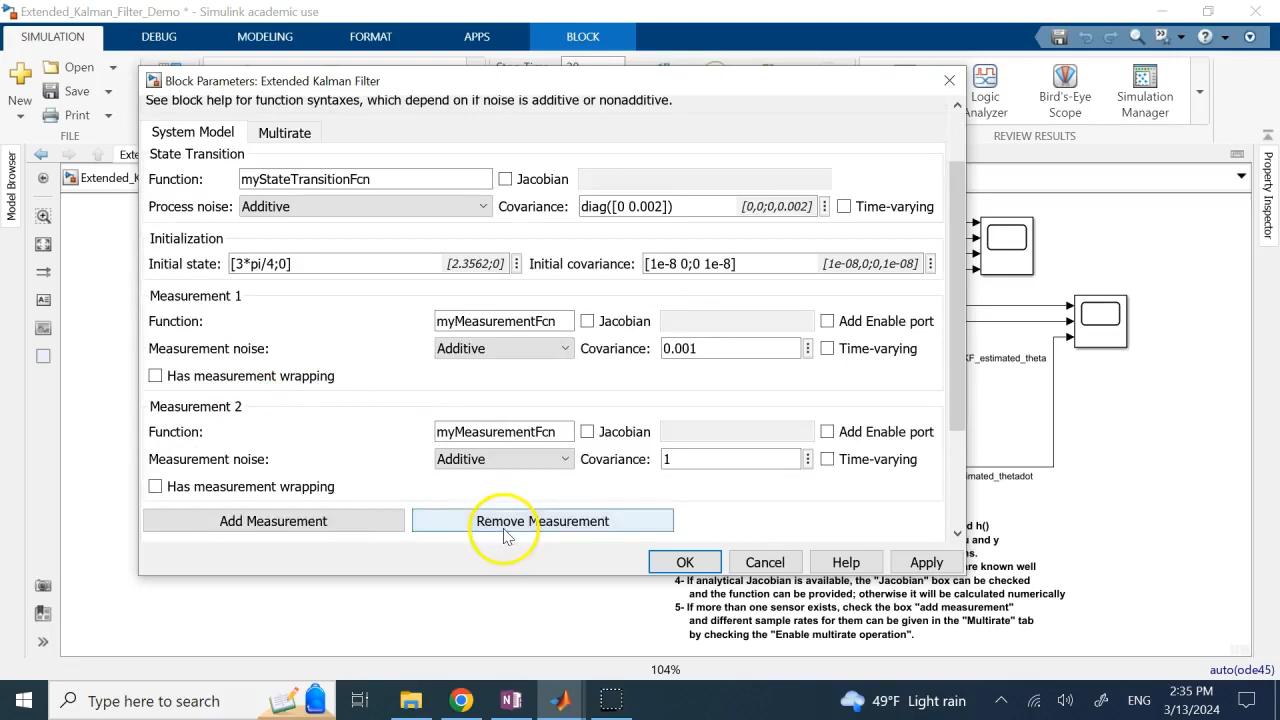 Extended_Kalman_Filter_Demo * - Simulink academic use
SIMULATION DEBUG MODELING FORMAT APPS BLOCK
New
Open
Save
Print
FILE
Logic
Analyzer
Bird's-Eye
Scope
Simulation
Manager
REVIEW RESULTS
Model Browser
Property Inspector
Block Parameters: Extended Kalman Filter
See block help for function syntaxes, which depend on if noise is additive or nonadditive.
System Model Multirate
State Transition
Function: myStateTransitionFcn Jacobian
Process noise: Additive Covariance: diag([0 0.002]) [0,0;0,0.002] Time-varying
Initialization
Initial state: [3*pi/4;0] [2.3562;0] Initial covariance: [1e-8 0;0 1e-8] [1e-08,0;0,1e-08]
Measurement 1
Function: myMeasurementFcn Jacobian Add Enable port
Measurement noise: Additive Covariance: 0.001 Time-varying
Has measurement wrapping
Measurement 2
Function: myMeasurementFcn Jacobian Add Enable port
Measurement noise: Additive Covariance: 1 Time-varying
Has measurement wrapping
Add Measurement Remove Measurement
OK Cancel Help Apply
KF_estimated_theta
imated_thetadot
d h()
u and y
ns.
are known well
4- If analytical Jacobian is available, the "Jacobian" box can be checked
and the function can be provided; otherwise it will be calculated numerically
5- If more than one sensor exists, check the box "add measurement"
and different sample rates for them can be given in the "Multirate" tab
by checking the "Enable multirate operation".
104% auto(ode45)
Type here to search
49°F Light rain
ENG
2:35 PM
3/13/2024